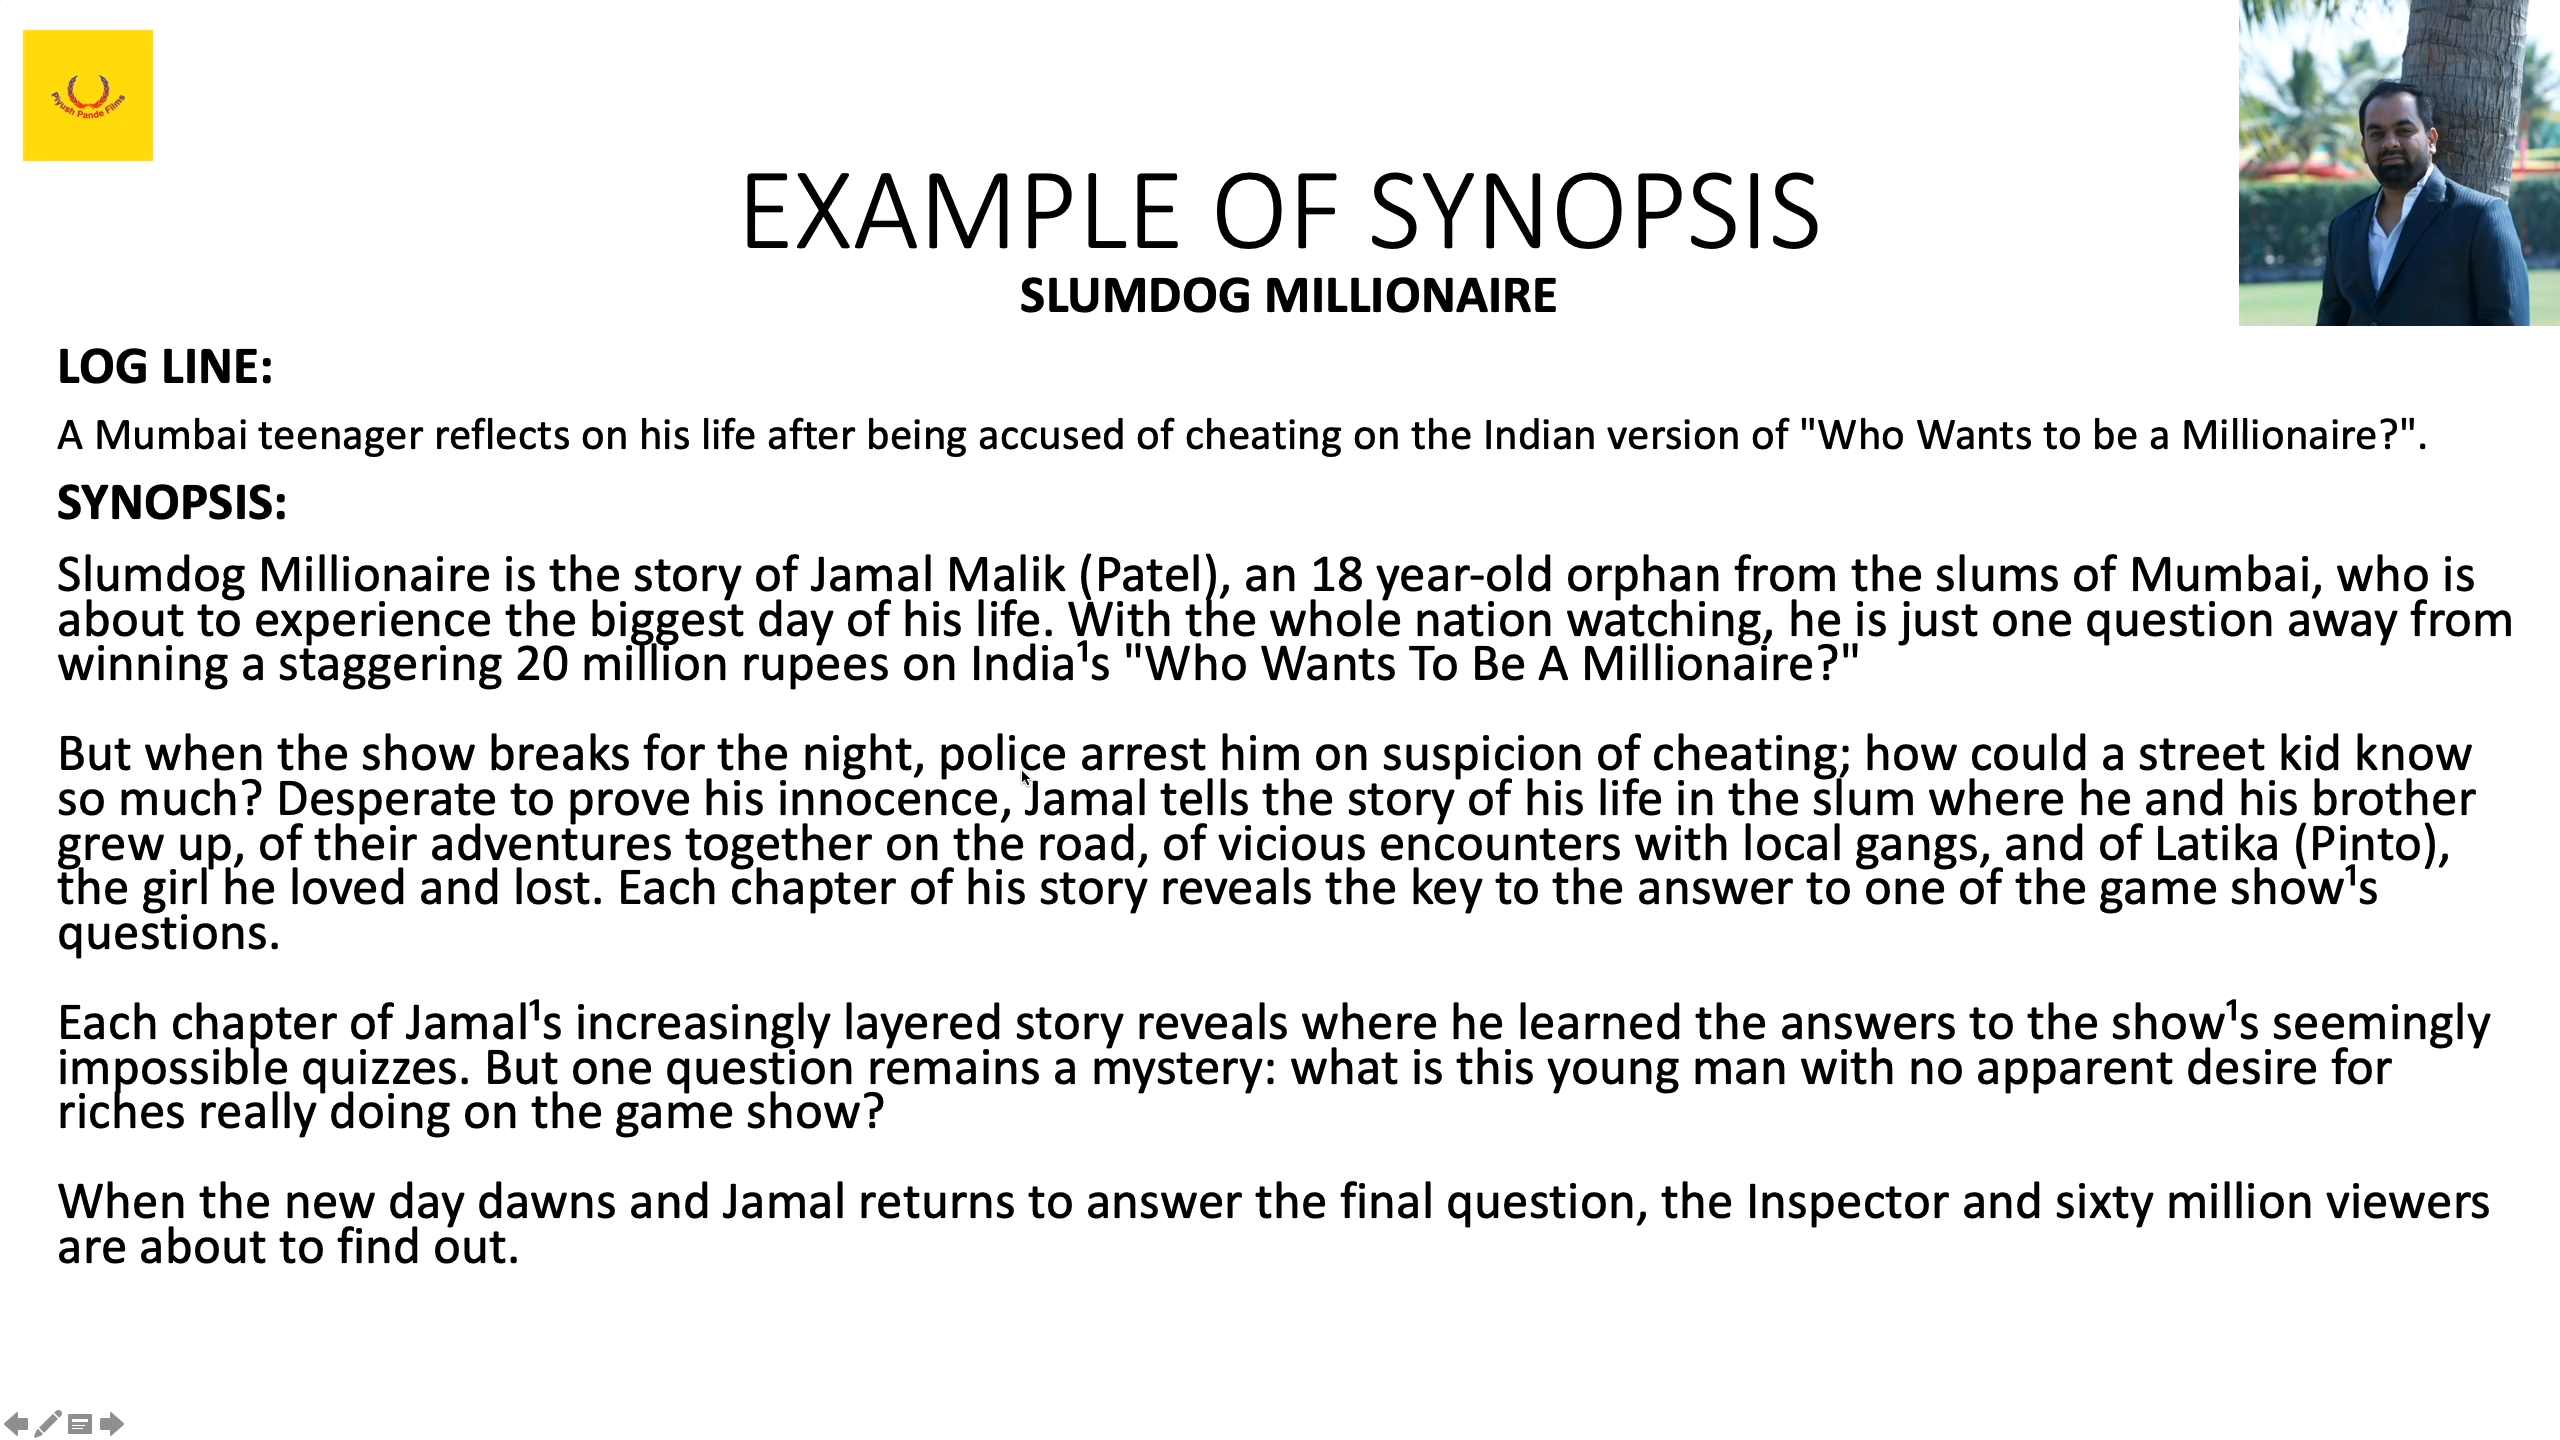 Piyush Pande Films
EXAMPLE OF SYNOPSIS
SLUMDOG MILLIONAIRE
LOG LINE:
A Mumbai teenager reflects on his life after being accused of cheating on the Indian version of "Who Wants to be a Millionaire?".
SYNOPSIS:
Slumdog Millionaire is the story of Jamal Malik (Patel), an 18 year-old orphan from the slums of Mumbai, who is
about to experience the biggest day of his life. With the whole nation watching, he is just one question away from
winning a staggering 20 million rupees on India¹s "Who Wants To Be A Millionaire?"
But when the show breaks for the night, police arrest him on suspicion of cheating; how could a street kid know
so much? Desperate to prove his innocence, Jamal tells the story of his life in the slum where he and his brother
grew up, of their adventures together on the road, of vicious encounters with local gangs, and of Latika (Pinto),
the girl he loved and lost. Each chapter of his story reveals the key to the answer to one of the game show¹s
questions.
Each chapter of Jamal¹s increasingly layered story reveals where he learned the answers to the show¹s seemingly
impossible quizzes. But one question remains a mystery: what is this young man with no apparent desire for
riches really doing on the game show?
When the new day dawns and Jamal returns to answer the final question, the Inspector and sixty million viewers
are about to find out.